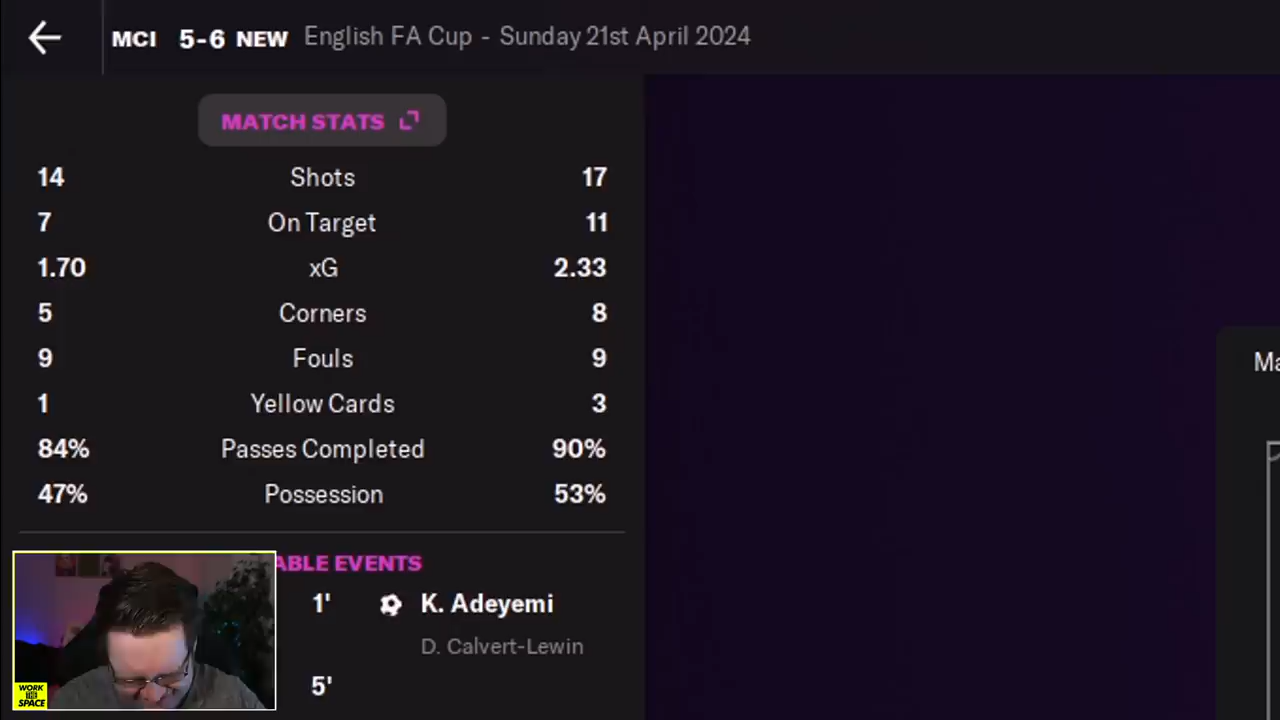 MCI 5-6 NEW English FA Cup - Sunday 21st April 2024
MATCH STATS
14 Shots 17
7 On Target 11
1.70 xG 2.33
5 Corners 8
9 Fouls 9
1 Yellow Cards 3
84% Passes Completed 90%
47% Possession 53%
ABLE EVENTS
1' K. Adeyemi
D. Calvert-Lewin
5'
Ma
WORK
THE
SPACE